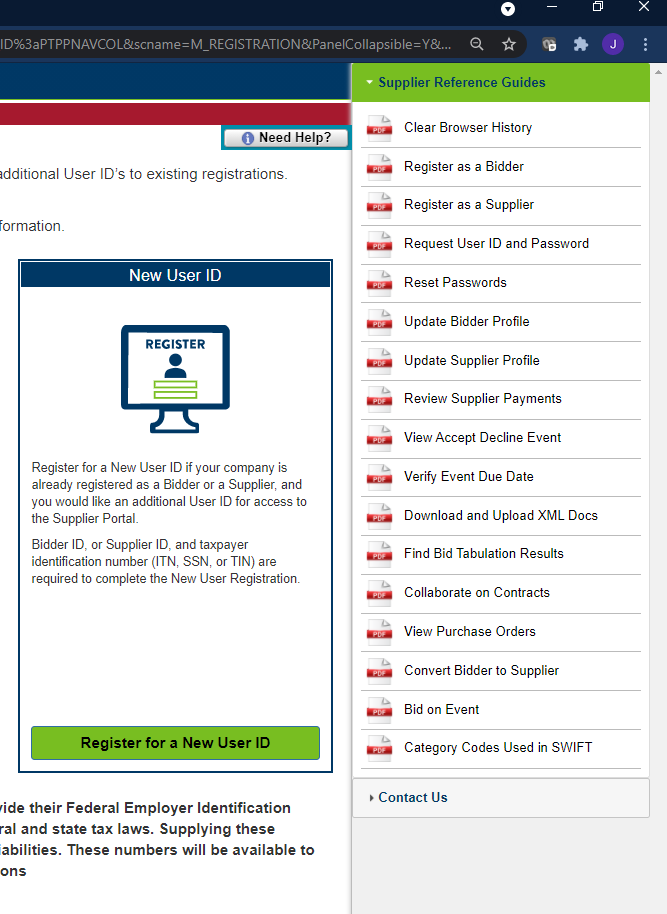 ID%3aPTPPNAVCOL&scname=M_REGISTRATION&PanelCollapsible=Y&...
J
Supplier Reference Guides
Need Help?
additional User ID's to existing registrations.
formation.
New User ID
REGISTER
Register for a New User ID if your company is
already registered as a Bidder or a Supplier, and
you would like an additional User ID for access to
the Supplier Portal.
Bidder ID, or Supplier ID, and taxpayer
identification number (ITN, SSN, or TIN) are
required to complete the New User Registration.
Register for a New User ID
vide their Federal Employer Identification
ral and state tax laws. Supplying these
iabilities. These numbers will be available to
ons
PDF Clear Browser History
PDF Register as a Bidder
PDF Register as a Supplier
PDF Request User ID and Password
PDF Reset Passwords
PDF Update Bidder Profile
PDF Update Supplier Profile
PDF Review Supplier Payments
PDF View Accept Decline Event
PDF Verify Event Due Date
PDF Download and Upload XML Docs
PDF Find Bid Tabulation Results
PDF Collaborate on Contracts
PDF View Purchase Orders
PDF Convert Bidder to Supplier
PDF Bid on Event
PDF Category Codes Used in SWIFT
Contact Us